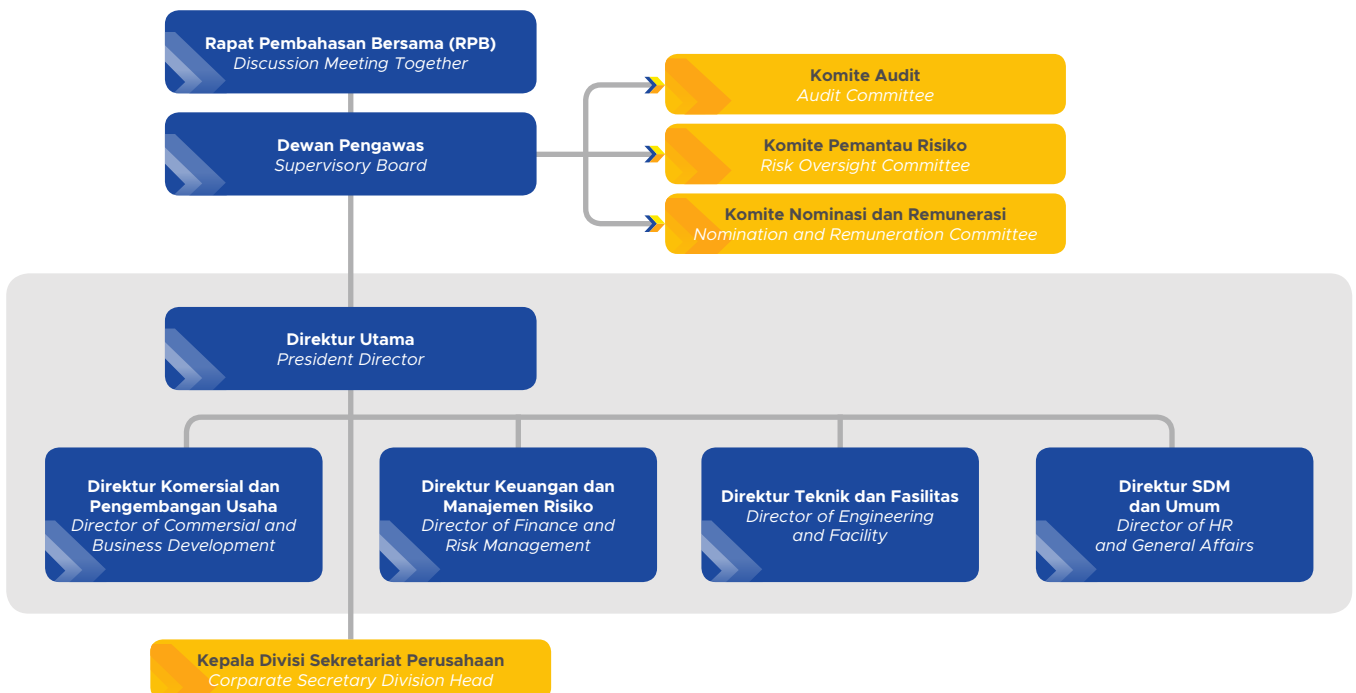 Rapat Pembahasan Bersama (RPB)
Discussion Meeting Together
Komite Audit
Audit Committee
Dewan Pengawas
Supervisory Board
Komite Pemantau Risiko
Risk Oversight Committee
Komite Nominasi dan Remunerasi
Nomination and Remuneration Committee
Direktur Utama
President Director
Direktur Komersial dan
Pengembangan Usaha
Director of Commersial and
Business Development
Direktur Keuangan dan
Manajemen Risiko
Director of Finance and
Risk Management
Direktur Teknik dan Fasilitas
Director of Engineering
and Facility
Direktur SDM
dan Umum
Director of HR
and General Affairs
Kepala Divisi Sekretariat Perusahaan
Corparate Secretary Division Head